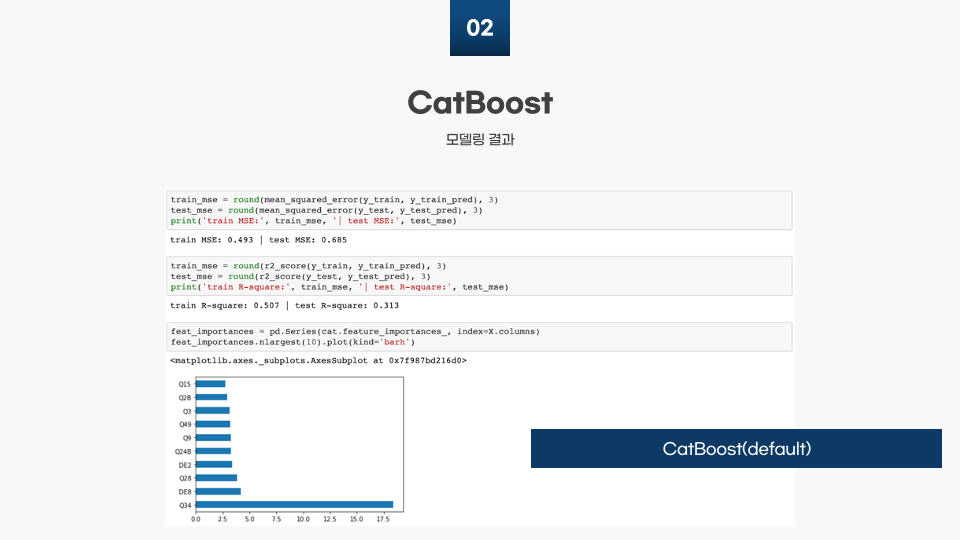 02
CatBoost
모델링 결과
train_mse = round(mean_squared_error(y_train, y_train_pred), 3)
test_mse = round(mean_squared_error(y_test, y_test_pred), 3)
print('train MSE:', train_mse, '| test MSE:', test_mse)
train MSE: 0.493 | test MSE: 0.685
train_mse = round(r2_score(y_train, y_train_pred), 3)
test_mse = round(r2_score(y_test, y_test_pred), 3)
print('train R-square:', train_mse, '| test R-square:', test_mse)
train R-square: 0.507 | test R-square: 0.313
feat_importances = pd.Series(cat.feature_importances_, index=X.columns)
feat_importances.nlargest(10).plot(kind='barh')
<matplotlib.axes._subplots.AxesSubplot at 0x7f987bd216d0>
Q15
Q2B
Q3
Q49
Q9
Q24B
DE2
Q28
DE8
Q34
0.0 2.5 5.0 7.5 10.0 12.5 15.0 17.5
CatBoost(default)